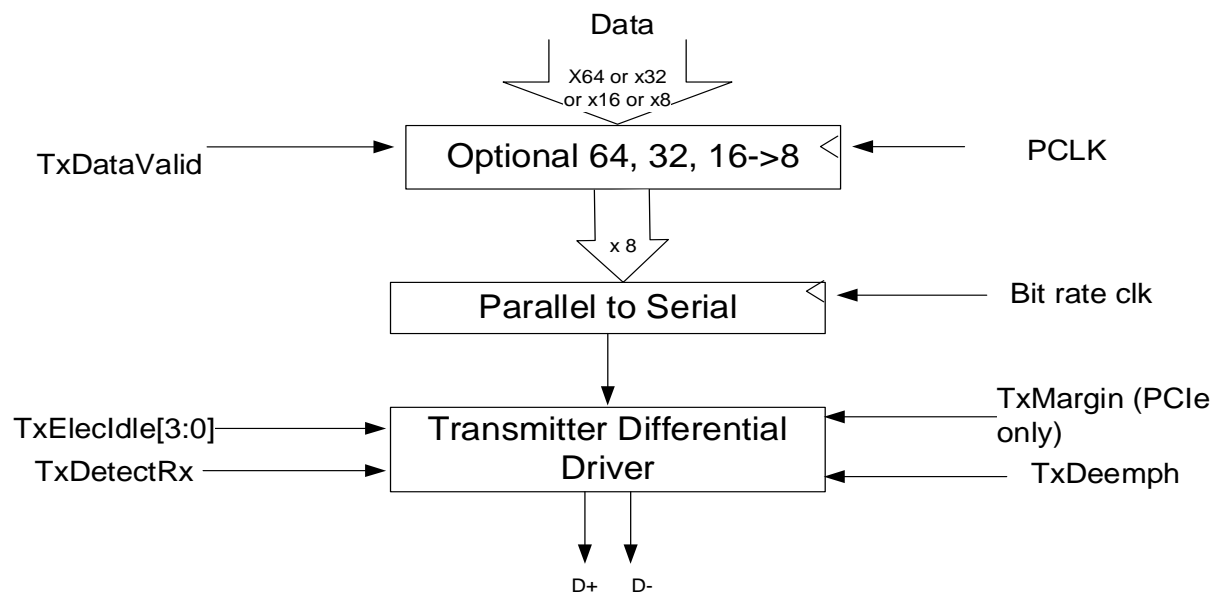 Data
X64 or x32
or x16 or x8
TxDataValid
Optional 64, 32, 16->8
PCLK
x 8
Parallel to Serial
Bit rate clk
TxElecIdle[3:0]
TxDetectRx
Transmitter Differential
Driver
TxMargin (PCIe
only)
TxDeemph
D+
D-